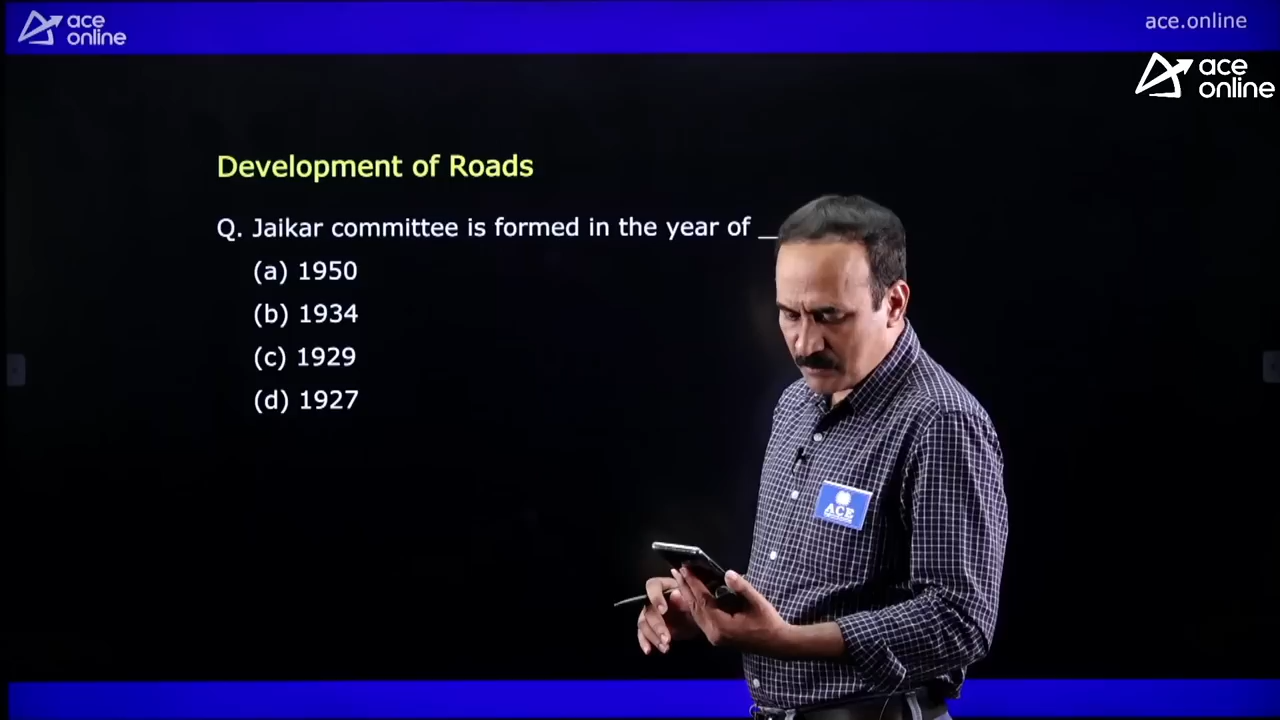 ace
online
ace.online
ace
online
Development of Roads
Q. Jaikar committee is formed in the year of __
(a) 1950
(b) 1934
(c) 1929
(d) 1927
ACE